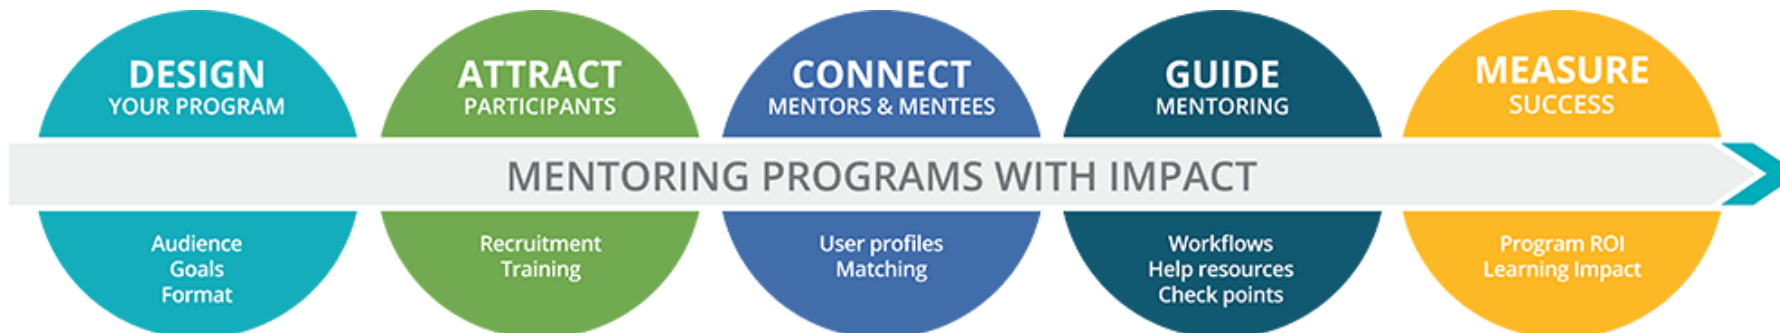 DESIGN
YOUR PROGRAM
ATTRACT
PARTICIPANTS
CONNECT
MENTORS & MENTEES
GUIDE
MENTORING
MEASURE
SUCCESS
MENTORING PROGRAMS WITH IMPACT
Audience
Goals
Format
Recruitment
Training
User profiles
Matching
Workflows
Help resources
Check points
Program ROI
Learning Impact